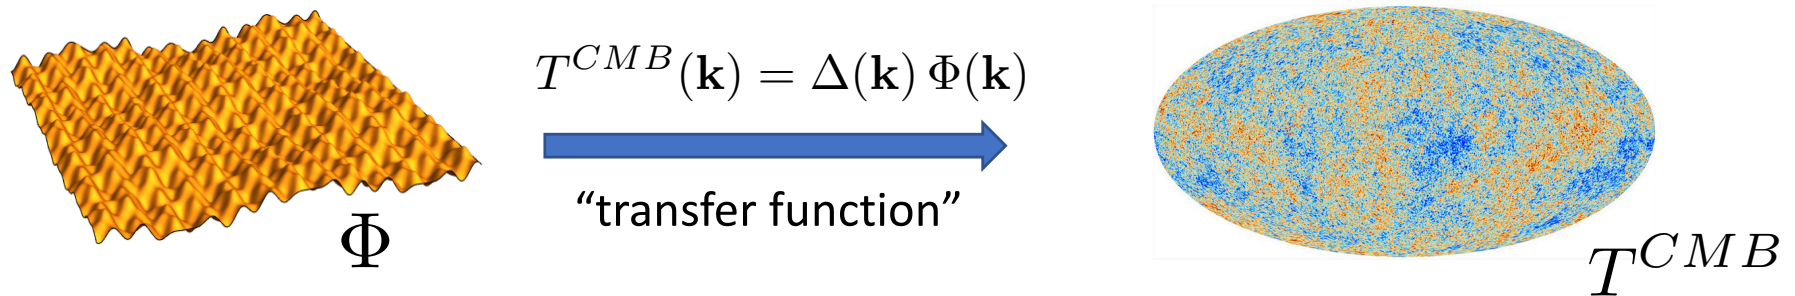 T^{CMB}(k) = Δ(k) Φ(k)
“transfer function”
Φ
T^{CMB}